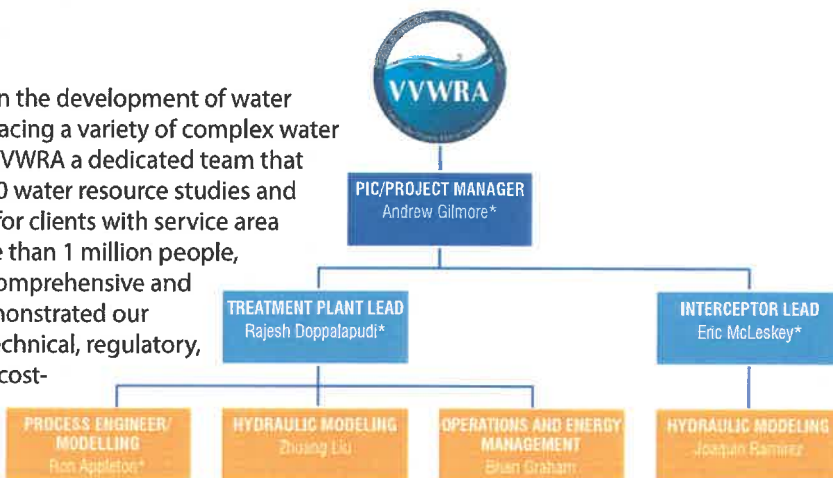 VVWRA
n the development of water
acing a variety of complex water
VWRA a dedicated team that
0 water resource studies and
for clients with service area
e than 1 million people,
omprehensive and
monstrated our
echnical, regulatory,
cost-
PIC/PROJECT MANAGER
Andrew Gilmore*
TREATMENT PLANT LEAD
Rajesh Doppalapudi*
INTERCEPTOR LEAD
Eric McLeskey*
PROCESS ENGINEER/
MODELLING
Ron Appleton*
HYDRAULIC MODELING
Zhuang Liu
OPERATIONS AND ENERGY
MANAGEMENT
Brian Graham
HYDRAULIC MODELING
Joaquin Ramirez